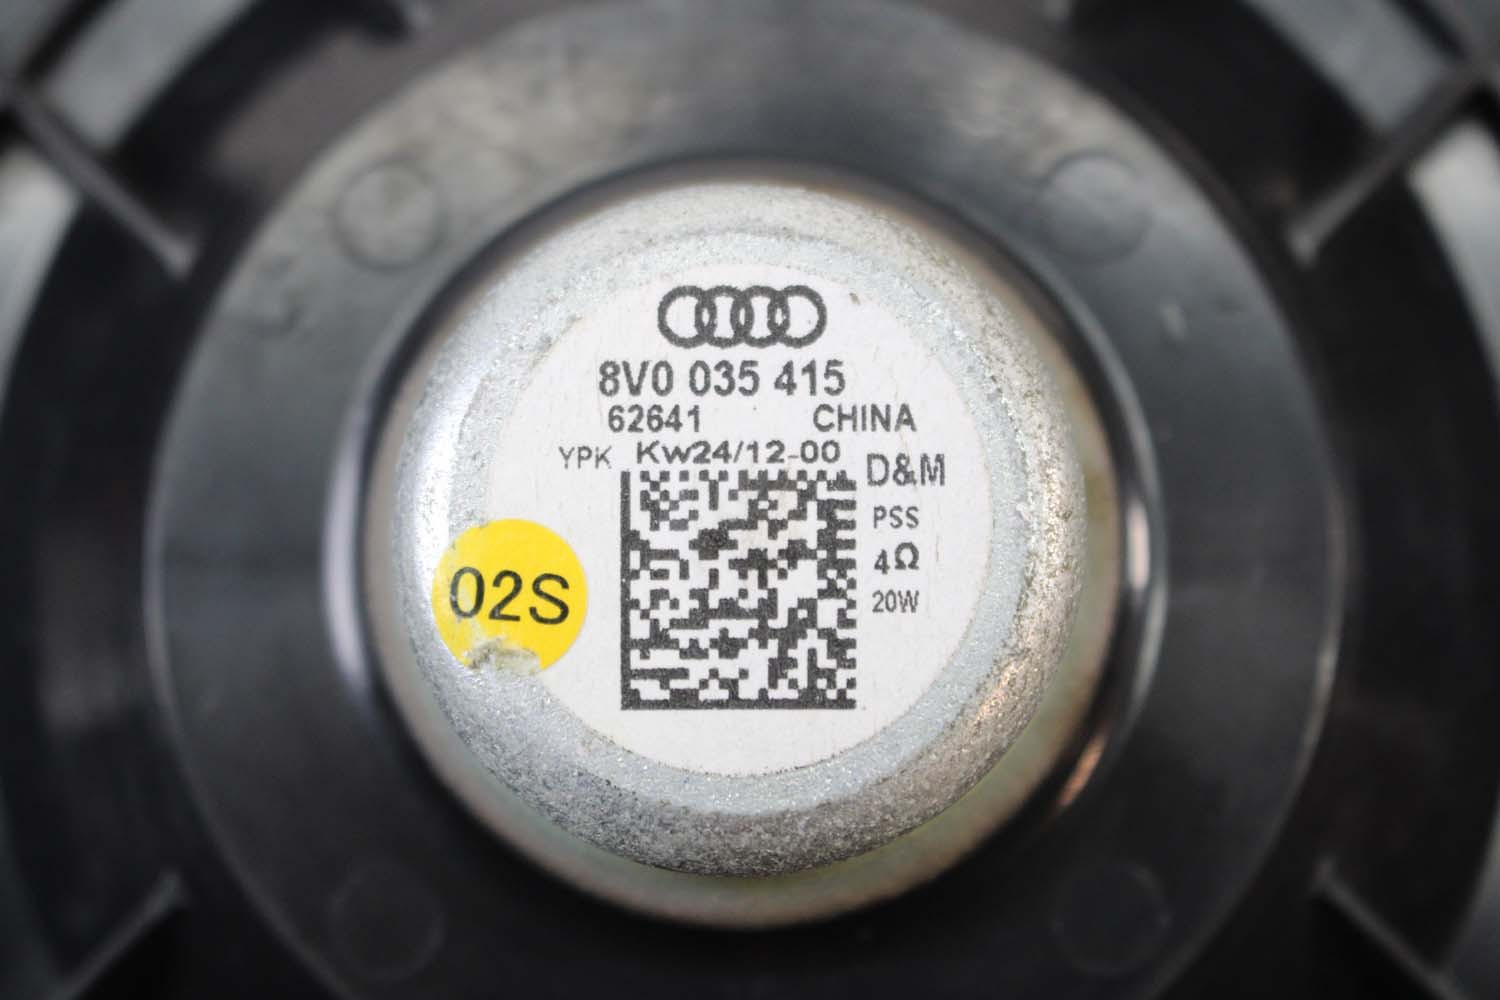 8V0 035 415
62641 CHINA
YPK Kw24/12-00
D&M
PSS
4Ω
20W
02S